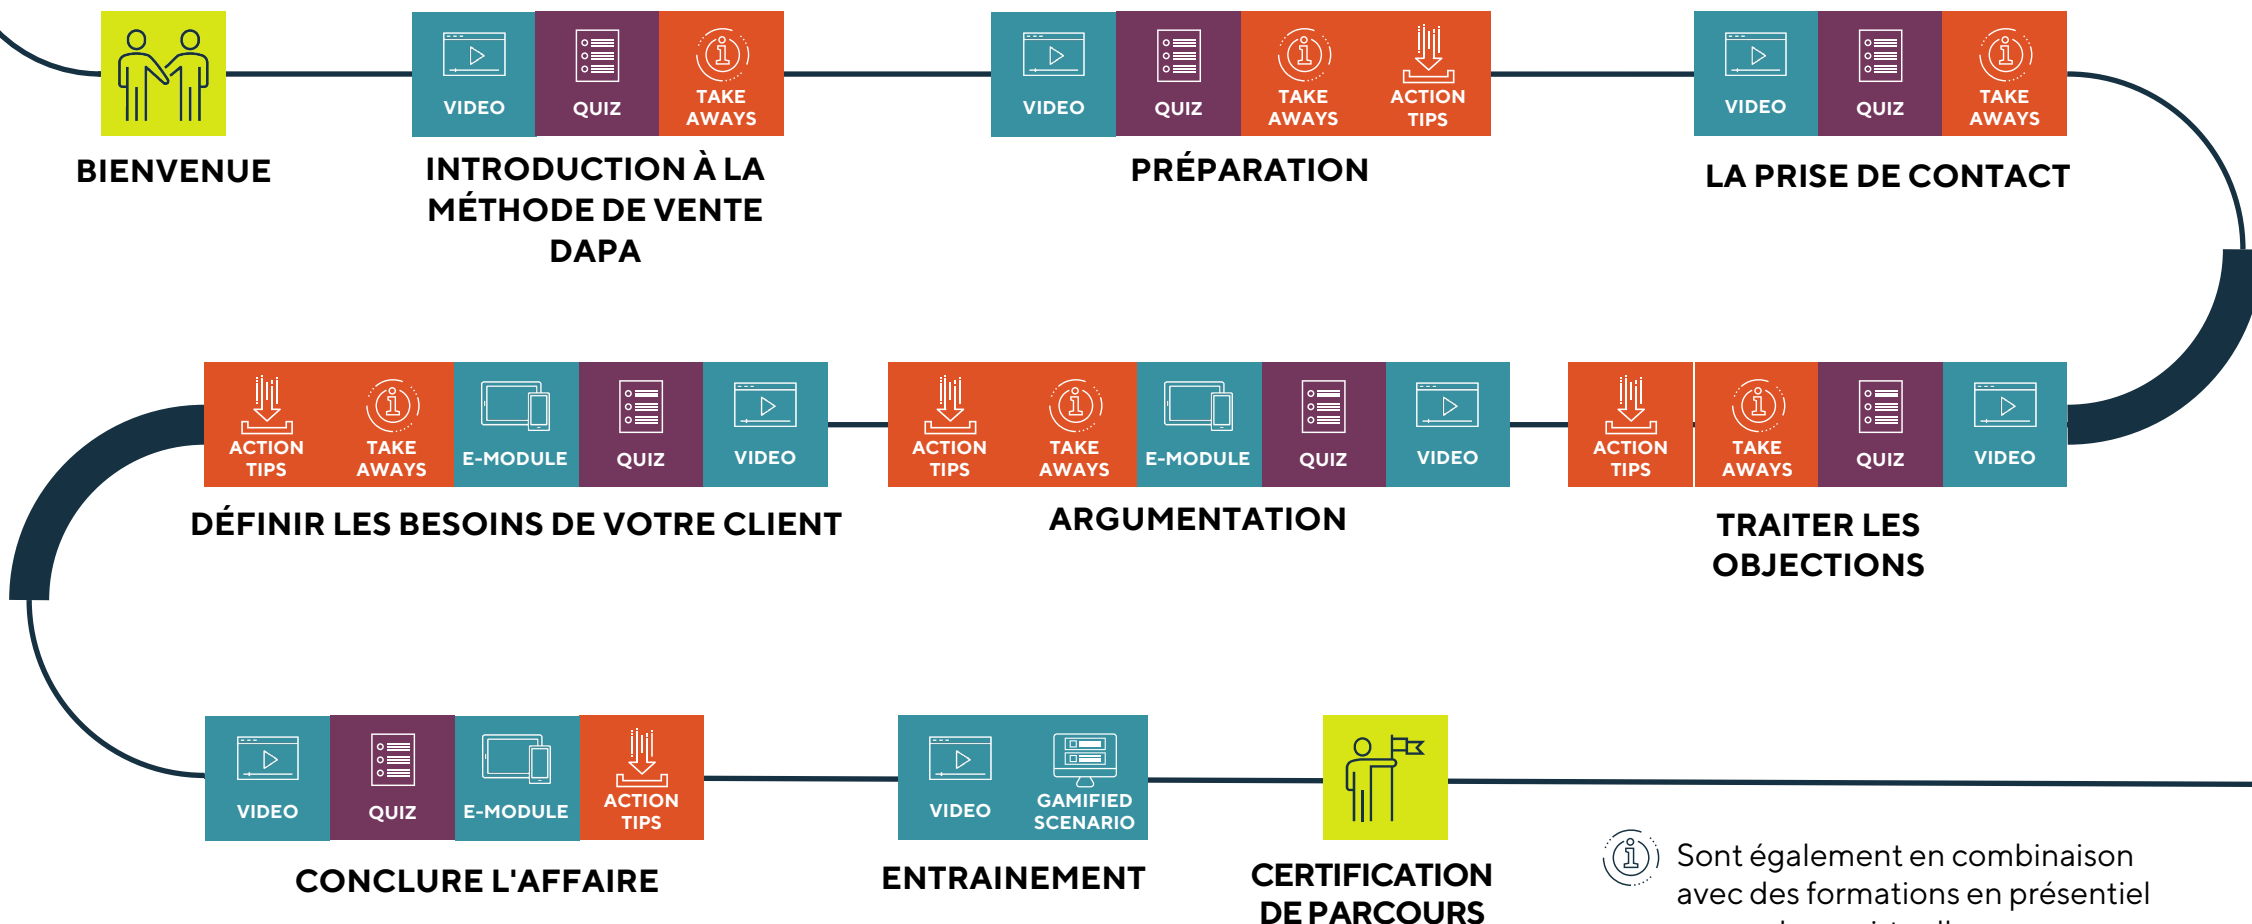 BIENVENUE
VIDEO
QUIZ
TAKE
AWAYS
INTRODUCTION À LA
MÉTHODE DE VENTE
DAPA
VIDEO
QUIZ
TAKE
AWAYS
ACTION
TIPS
PRÉPARATION
VIDEO
QUIZ
TAKE
AWAYS
LA PRISE DE CONTACT
ACTION
TIPS
TAKE
AWAYS
E-MODULE
QUIZ
VIDEO
DÉFINIR LES BESOINS DE VOTRE CLIENT
ACTION
TIPS
TAKE
AWAYS
E-MODULE
QUIZ
VIDEO
ARGUMENTATION
ACTION
TIPS
TAKE
AWAYS
QUIZ
VIDEO
TRAITER LES
OBJECTIONS
VIDEO
QUIZ
E-MODULE
ACTION
TIPS
CONCLURE L'AFFAIRE
VIDEO
GAMIFIED
SCENARIO
ENTRAINEMENT
CERTIFICATION
DE PARCOURS
Sont également en combinaison
avec des formations en présentiel